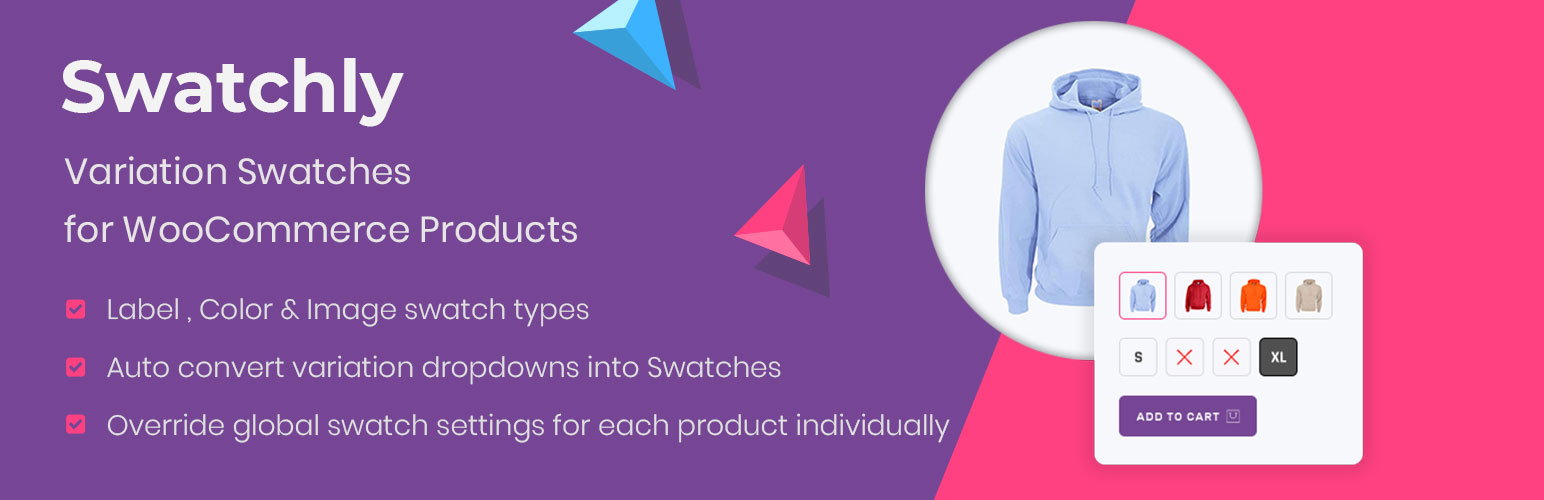 Swatchly
Variation Swatches
for WooCommerce Products
Label , Color & Image swatch types
Auto convert variation dropdowns into Swatches
Override global swatch settings for each product individually
S
XL
ADD TO CART